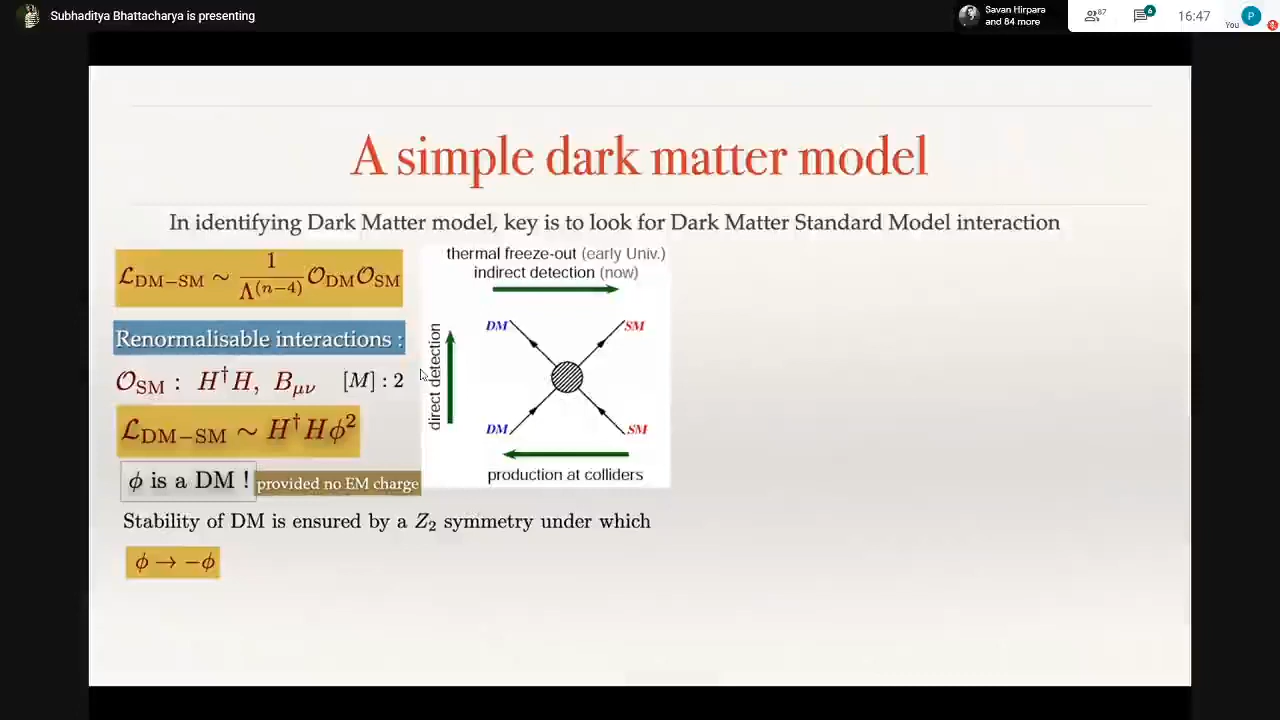 Subhaditya Bhattacharya is presenting
Savan Hirpara
and 84 more
87
6
16:47
P
You
A simple dark matter model
In identifying Dark Matter model, key is to look for Dark Matter Standard Model interaction
ℒ_DM−SM ∼ 1/Λ^(n−4) 𝒪_DM 𝒪_SM
Renormalisable interactions :
𝒪_SM : H†H, B_μν [M] : 2
ℒ_DM−SM ∼ H†Hϕ²
ϕ is a DM ! provided no EM charge
thermal freeze-out (early Univ.)
indirect detection (now)
direct detection
DM SM
DM SM
production at colliders
Stability of DM is ensured by a Z₂ symmetry under which
ϕ → −ϕ